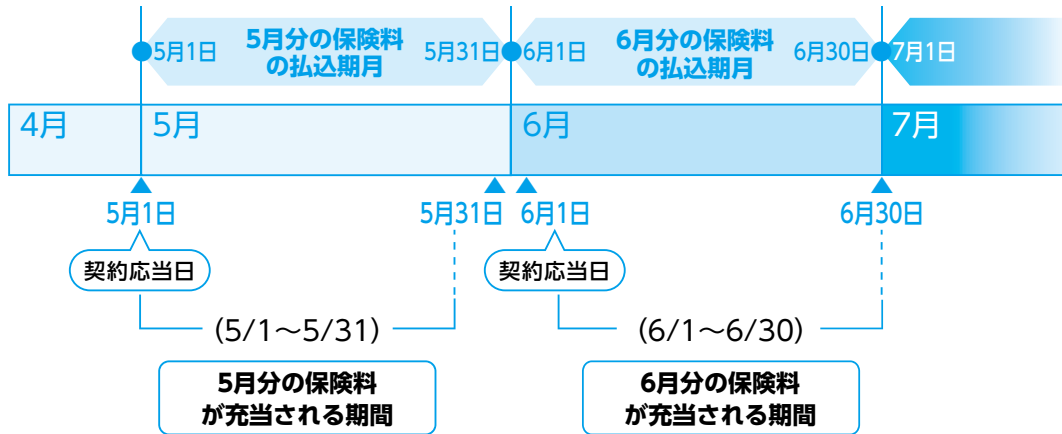 5月1日
5月分の保険料
の払込期月
5月31日
6月1日
6月分の保険料
の払込期月
6月30日
7月1日
4月
5月
6月
7月
5月1日
5月31日
6月1日
6月30日
契約応当日
契約応当日
(5/1〜5/31)
(6/1〜6/30)
5月分の保険料
が充当される期間
6月分の保険料
が充当される期間